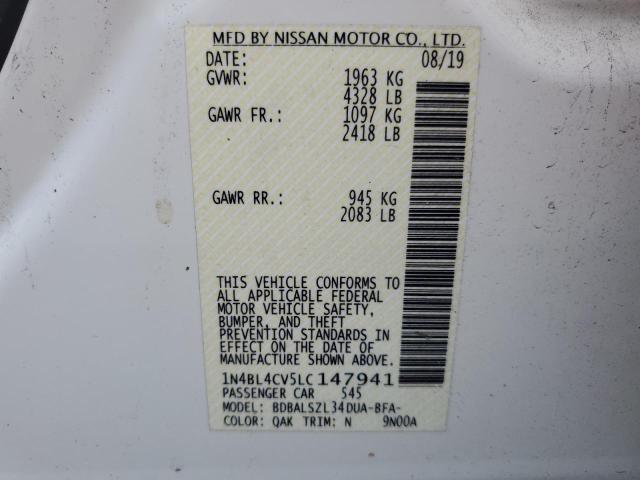 MFD BY NISSAN MOTOR CO., LTD.
DATE: 08/19
GVWR: 1963 KG
4328 LB
GAWR FR.: 1097 KG
2418 LB
GAWR RR.: 945 KG
2083 LB
THIS VEHICLE CONFORMS TO
ALL APPLICABLE FEDERAL
MOTOR VEHICLE SAFETY,
BUMPER, AND THEFT
PREVENTION STANDARDS IN
EFFECT ON THE DATE OF
MANUFACTURE SHOWN ABOVE.
1N4BL4CV5LC147941
PASSENGER CAR 545
MODEL: BDBALSZL34DUA-BFA-
COLOR: QAK TRIM: N 9N00A